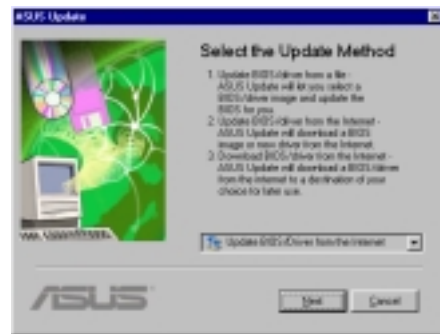 ASUS Update
Select the Update Method
1. Update BIOS/driver from a file -
ASUS Update will let you select a
BIOS/driver image and update the
BIOS for you.
2. Update BIOS/driver from the Internet -
ASUS Update will download a BIOS
image or new driver from the Internet.
3. Download BIOS/driver from the Internet -
ASUS Update will download a BIOS/driver
from the internet to a destination of your
choice for later use.
Update BIOS/Driver from the Internet
ASUS
Next
Cancel